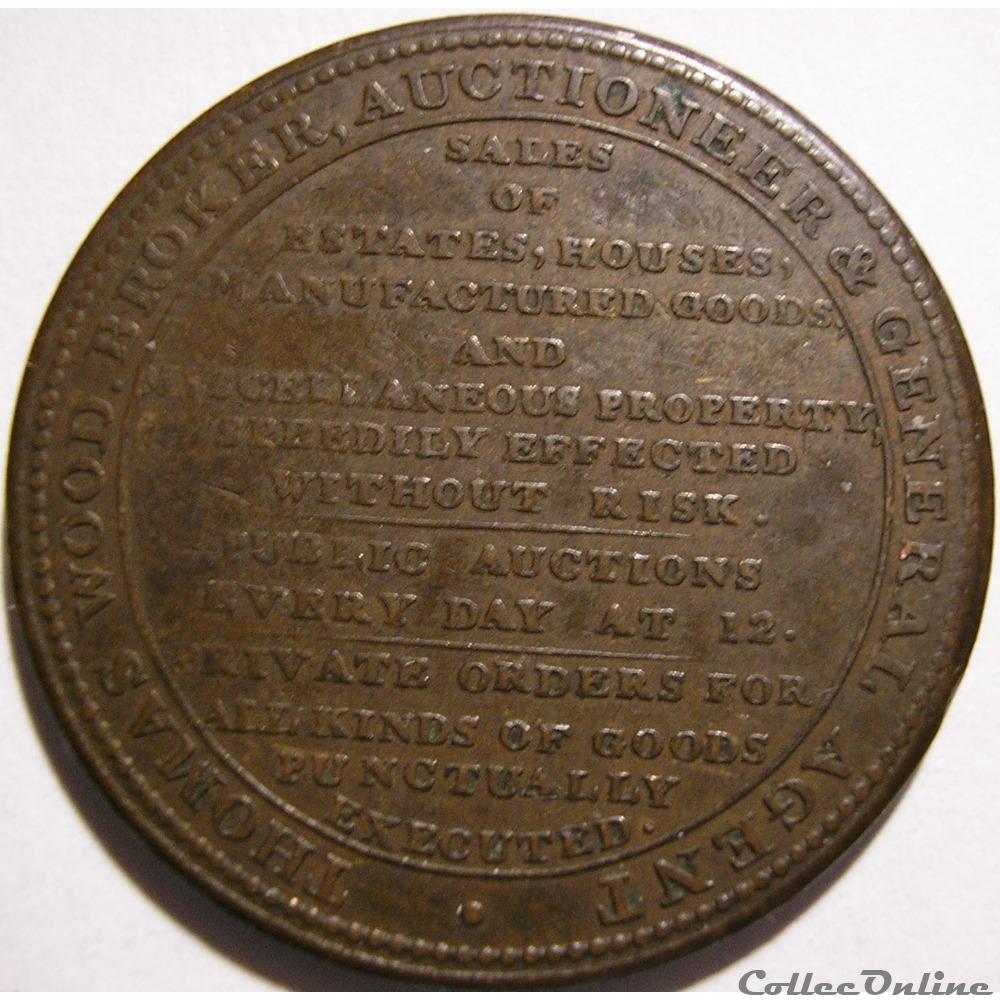 THOMAS WOOD. BROKER, AUCTIONEER & GENERAL AGENT
SALES
OF
ESTATES, HOUSES,
MANUFACTURED GOODS,
AND
MISCELLANEOUS PROPERTY,
SPEEDILY EFFECTED
WITHOUT RISK.
PUBLIC AUCTIONS
EVERY DAY AT 12.
PRIVATE ORDERS FOR
ALL KINDS OF GOODS
PUNCTUALLY
EXECUTED.
CollecOnline